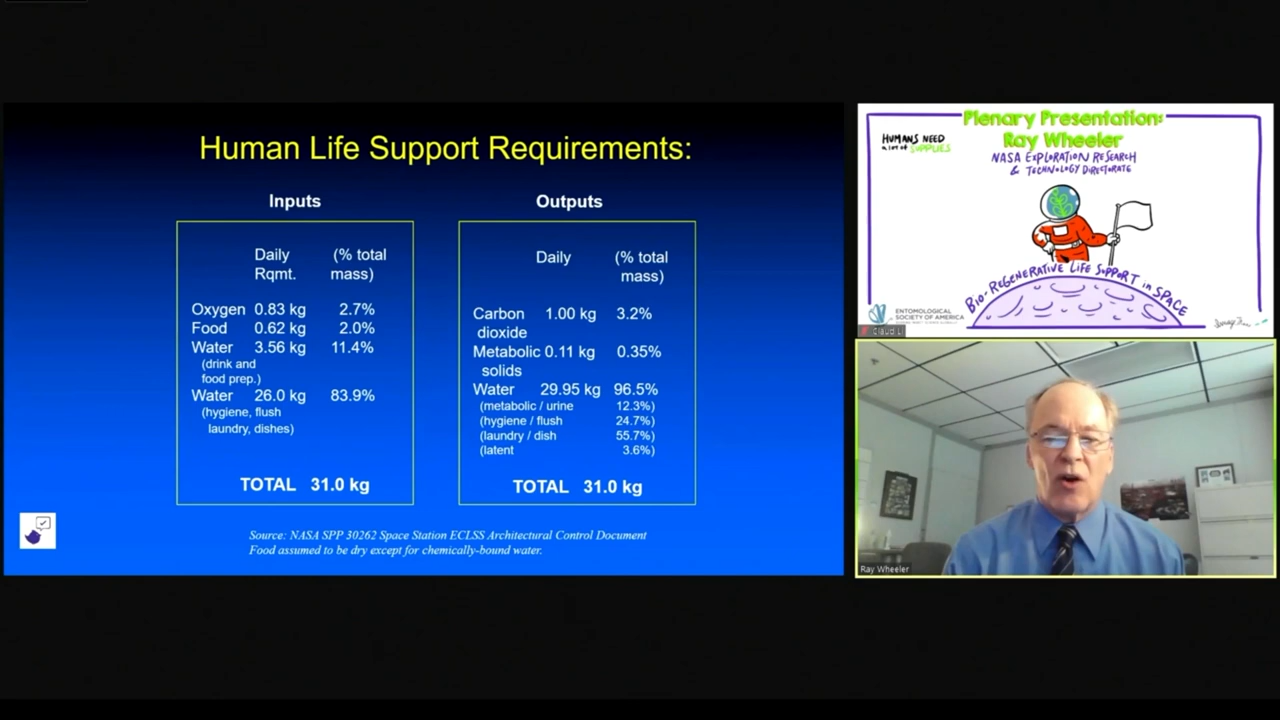 Human Life Support Requirements:
Inputs
Daily Rqmt. (% total mass)
Oxygen 0.83 kg 2.7%
Food 0.62 kg 2.0%
Water 3.56 kg 11.4%
(drink and
food prep.)
Water 26.0 kg 83.9%
(hygiene, flush
laundry, dishes)
TOTAL 31.0 kg
Outputs
Daily (% total mass)
Carbon dioxide 1.00 kg 3.2%
Metabolic solids 0.11 kg 0.35%
Water 29.95 kg 96.5%
(metabolic / urine 12.3%)
(hygiene / flush 24.7%)
(laundry / dish 55.7%)
(latent 3.6%)
TOTAL 31.0 kg
Source: NASA SPP 30262 Space Station ECLSS Architectural Control Document
Food assumed to be dry except for chemically-bound water.
Plenary Presentation:
Ray Wheeler
NASA EXPLORATION RESEARCH
& TECHNOLOGY DIRECTORATE
HUMANS NEED
a lot of SUPPLIES
BIO-REGENERATIVE LIFE SUPPORT in SPACE
ENTOMOLOGICAL
SOCIETY OF AMERICA
Ray Wheeler